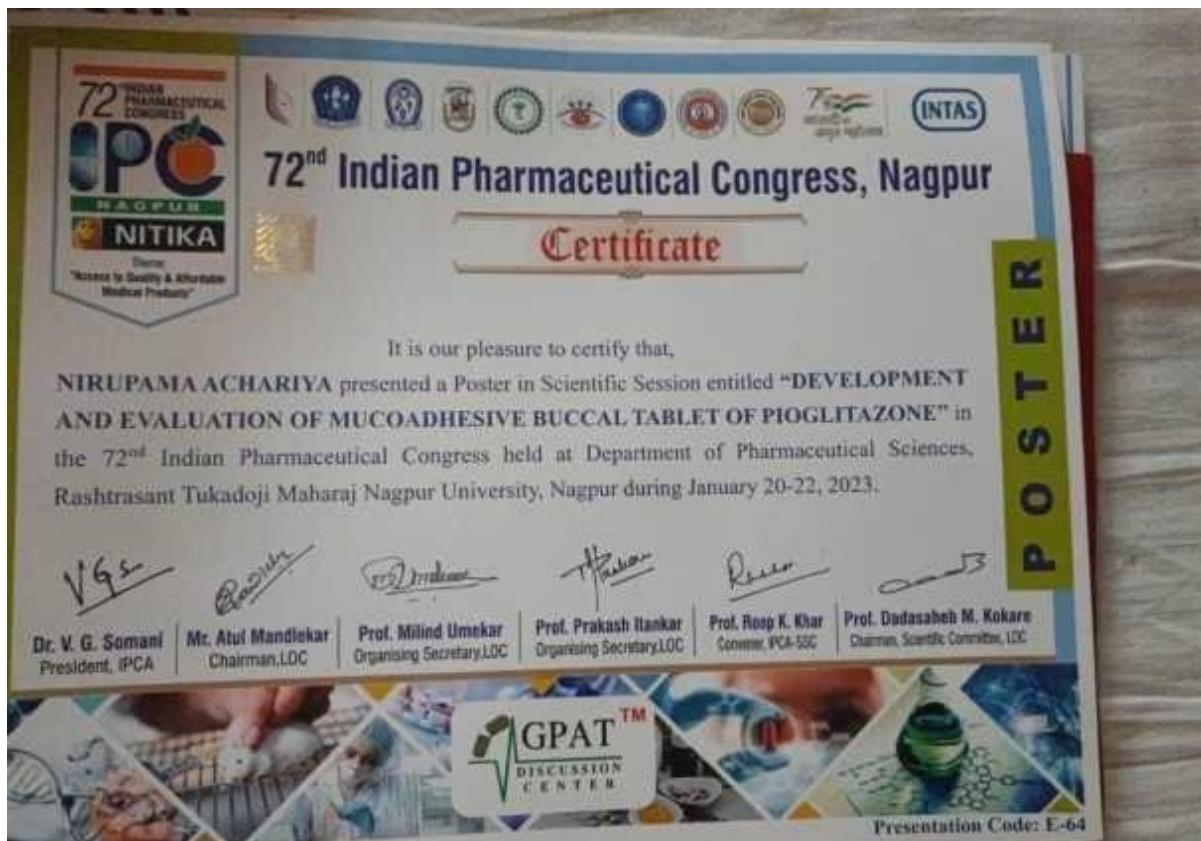 72 INDIAN
PHARMACEUTICAL
CONGRESS
IPC
NAGPUR
NITIKA
Theme:
"Access to Quality & Affordable
Medical Products"
INTAS
72nd Indian Pharmaceutical Congress, Nagpur
Certificate
POSTER
It is our pleasure to certify that,
NIRUPAMA ACHARIYA presented a Poster in Scientific Session entitled "DEVELOPMENT
AND EVALUATION OF MUCOADHESIVE BUCCAL TABLET OF PIOGLITAZONE" in
the 72nd Indian Pharmaceutical Congress held at Department of Pharmaceutical Sciences,
Rashtrasant Tukadoji Maharaj Nagpur University, Nagpur during January 20-22, 2023.
Dr. V. G. Somani
President, IPCA
Mr. Atul Mandlekar
Chairman,LOC
Prof. Milind Umekar
Organising Secretary,LOC
Prof. Prakash Itankar
Organising Secretary,LOC
Prof. Roop K. Khar
Convener, IPCA-SSC
Prof. Dadasaheb M. Kokare
Chairman, Scientific Committee, LOC
GPAT TM
DISCUSSION
CENTER
Presentation Code: E-64